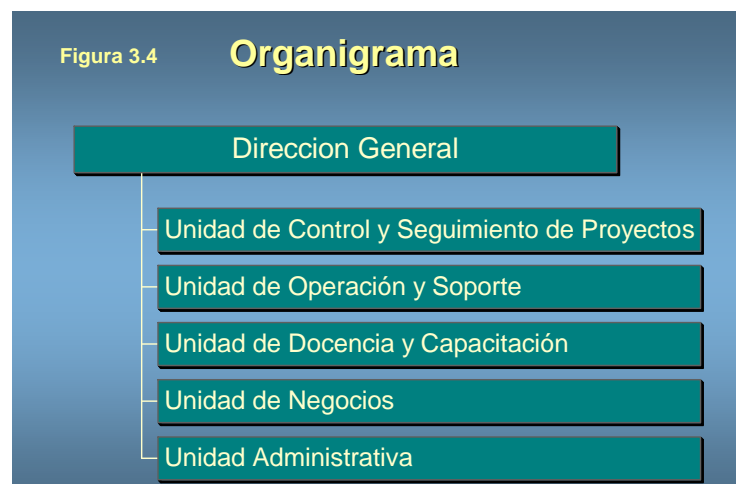 Figura 3.4 Organigrama
Direccion General
Unidad de Control y Seguimiento de Proyectos
Unidad de Operación y Soporte
Unidad de Docencia y Capacitación
Unidad de Negocios
Unidad Administrativa